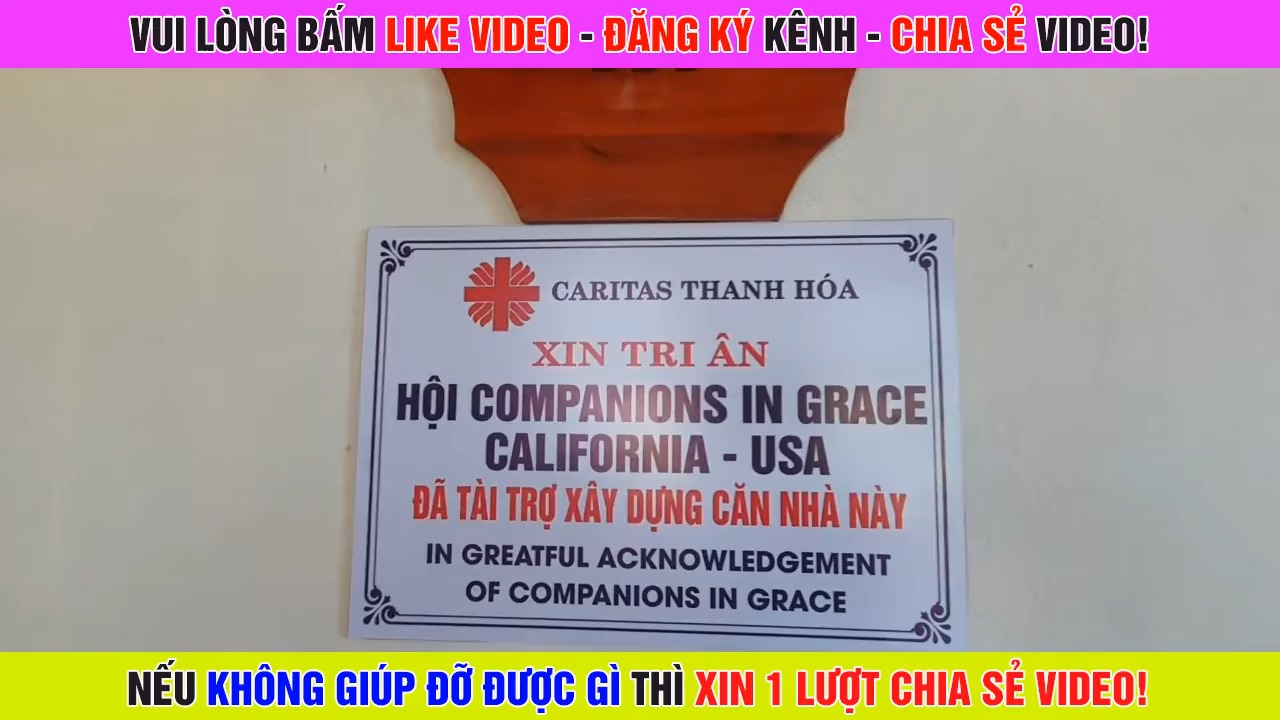 VUI LÒNG BẤM LIKE VIDEO - ĐĂNG KÝ KÊNH - CHIA SẺ VIDEO!
CARITAS THANH HÓA
XIN TRI ÂN
HỘI COMPANIONS IN GRACE
CALIFORNIA - USA
ĐÃ TÀI TRỢ XÂY DỰNG CĂN NHÀ NÀY
IN GREATFUL ACKNOWLEDGEMENT
OF COMPANIONS IN GRACE
NẾU KHÔNG GIÚP ĐỠ ĐƯỢC GÌ THÌ XIN 1 LƯỢT CHIA SẺ VIDEO!